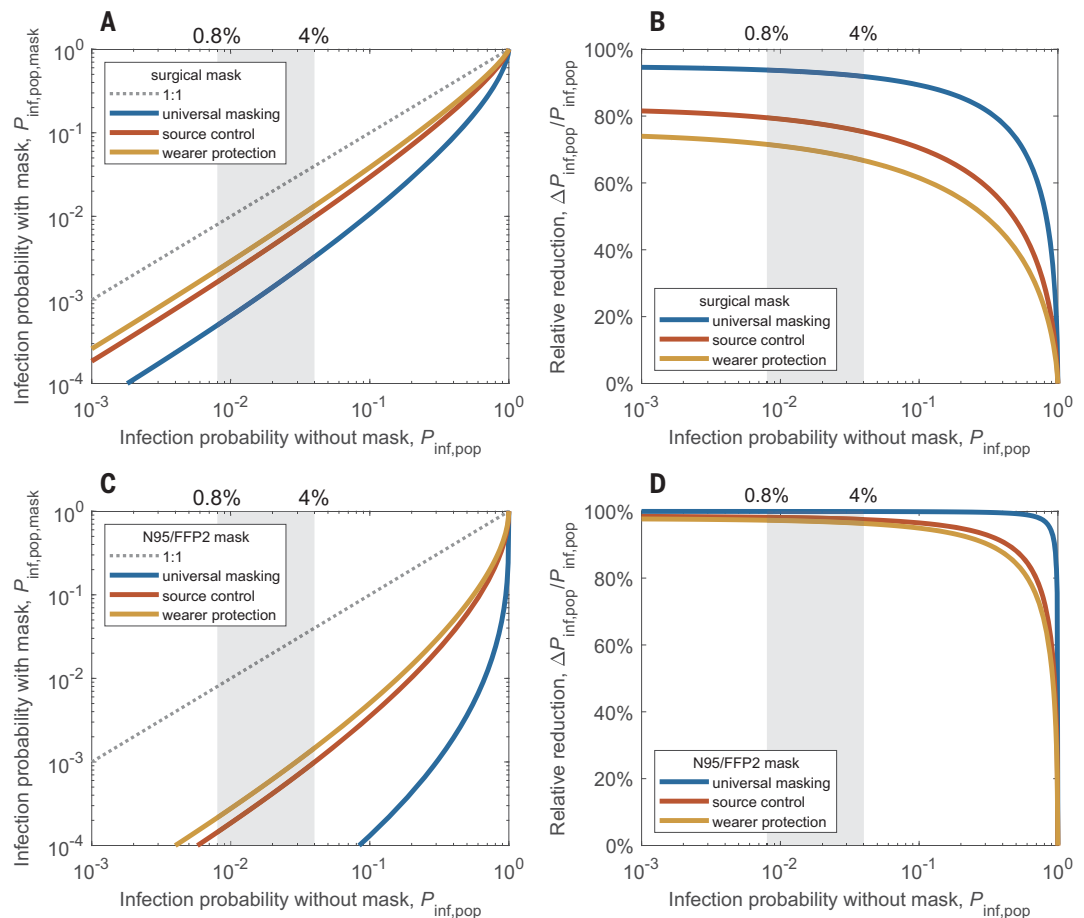 A
0.8% 4%
Infection probability with mask, P_inf,pop,mask
10^0
10^-1
10^-2
10^-3
10^-4
surgical mask
1:1
universal masking
source control
wearer protection
10^-3 10^-2 10^-1 10^0
Infection probability without mask, P_inf,pop
B
0.8% 4%
Relative reduction, ΔP_inf,pop/P_inf,pop
100%
80%
60%
40%
20%
0%
surgical mask
universal masking
source control
wearer protection
10^-3 10^-2 10^-1 10^0
Infection probability without mask, P_inf,pop
C
0.8% 4%
Infection probability with mask, P_inf,pop,mask
10^0
10^-1
10^-2
10^-3
10^-4
N95/FFP2 mask
1:1
universal masking
source control
wearer protection
10^-3 10^-2 10^-1 10^0
Infection probability without mask, P_inf,pop
D
0.8% 4%
Relative reduction, ΔP_inf,pop/P_inf,pop
100%
80%
60%
40%
20%
0%
N95/FFP2 mask
universal masking
source control
wearer protection
10^-3 10^-2 10^-1 10^0
Infection probability without mask, P_inf,pop